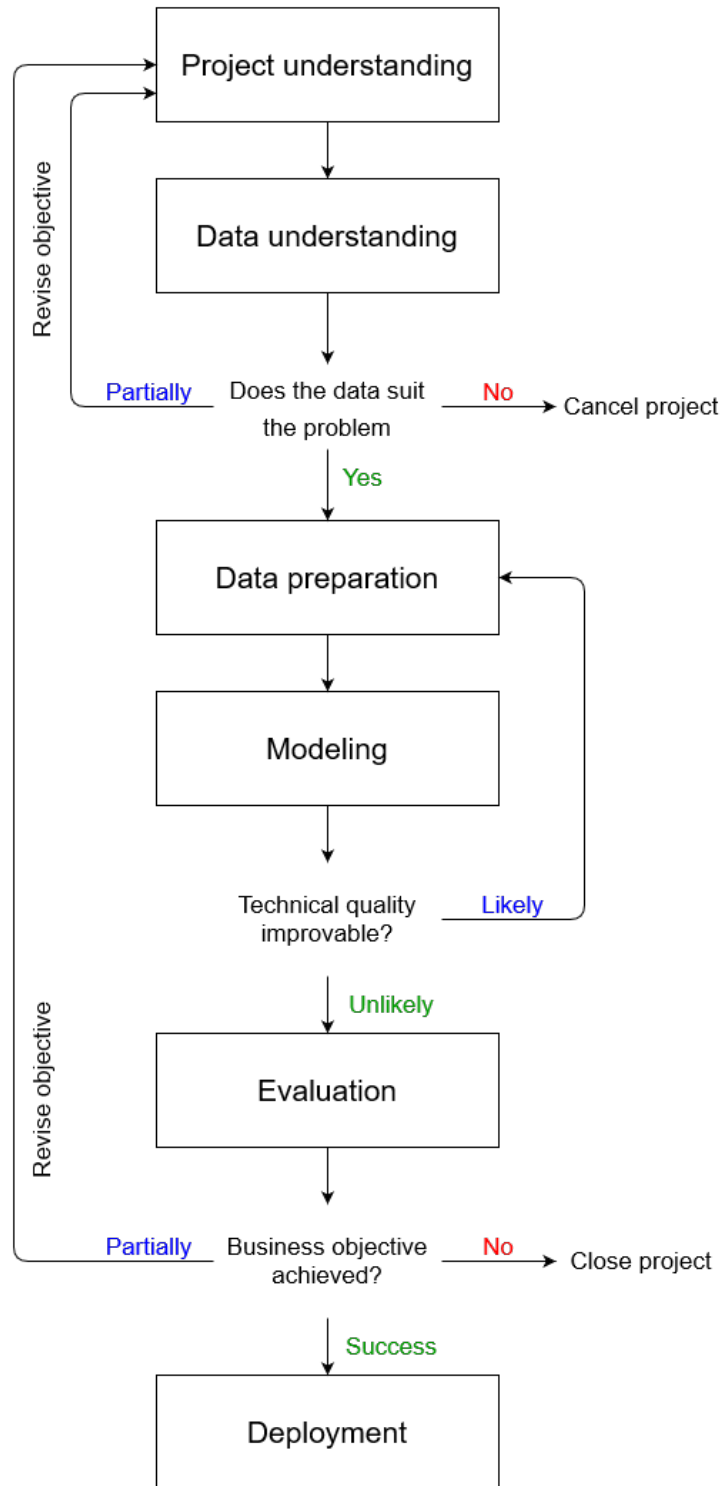 Project understanding
Revise objective
Data understanding
Partially
Does the data suit
the problem
No
Cancel project
Yes
Data preparation
Modeling
Technical quality
improvable?
Likely
Unlikely
Revise objective
Evaluation
Partially
Business objective
achieved?
No
Close project
Success
Deployment